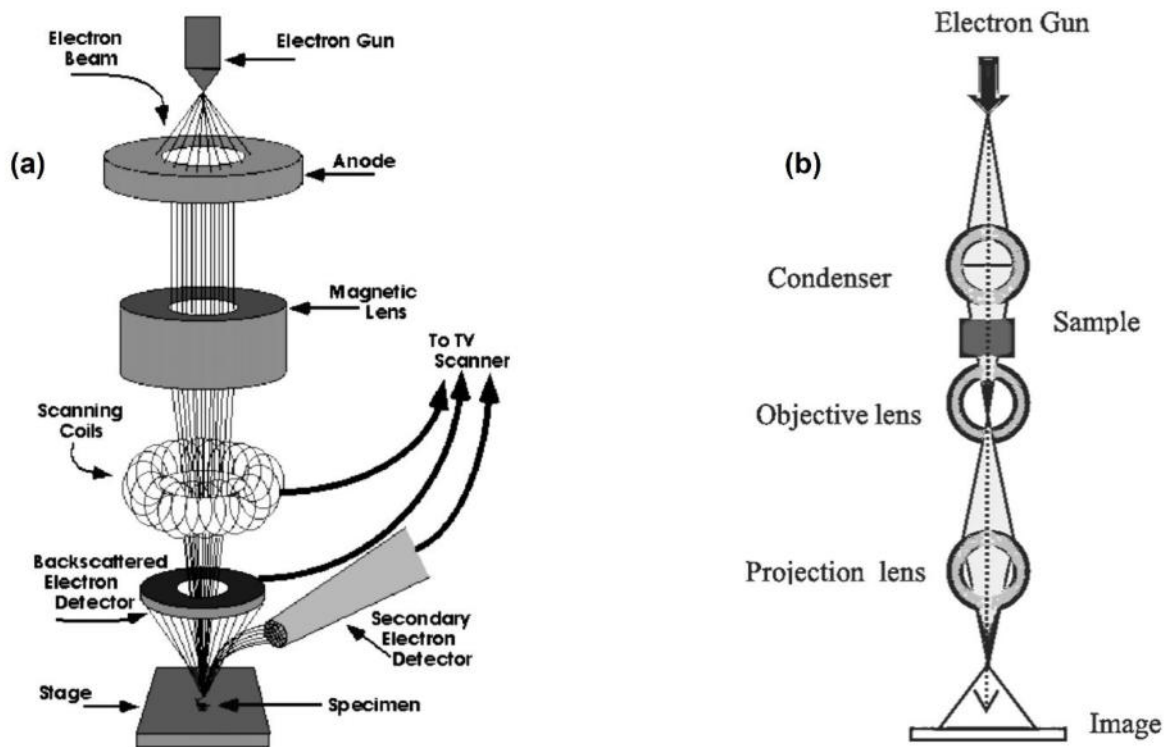 Electron
Beam
Electron Gun
(a)
Anode
Magnetic
Lens
To TV
Scanner
Scanning
Coils
Backscattered
Electron
Detector
Secondary
Electron
Detector
Stage
Specimen
Electron Gun
(b)
Condenser
Sample
Objective lens
Projection lens
Image